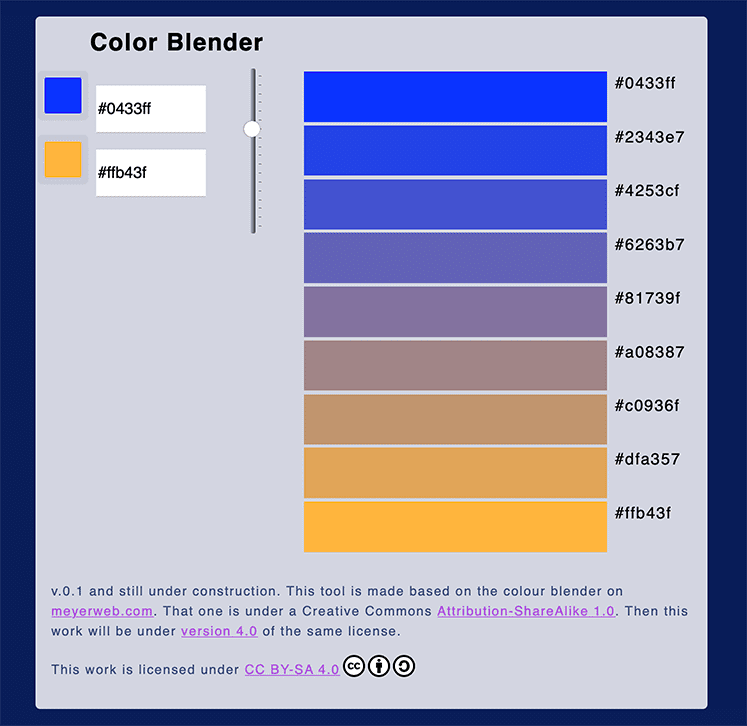 Color Blender
#0433ff
#ffb43f
#0433ff
#2343e7
#4253cf
#6263b7
#81739f
#a08387
#c0936f
#dfa357
#ffb43f
v.0.1 and still under construction. This tool is made based on the colour blender on
meyerweb.com. That one is under a Creative Commons Attribution-ShareAlike 1.0. Then this
work will be under version 4.0 of the same license.
This work is licensed under CC BY-SA 4.0 cc